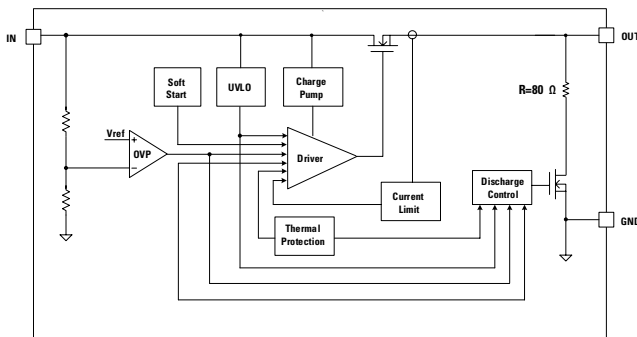 IN
OUT
Soft
Start
UVLO
Charge
Pump
R=80 Ω
Vref
+
OVP
−
Driver
Current
Limit
Discharge
Control
Thermal
Protection
GND